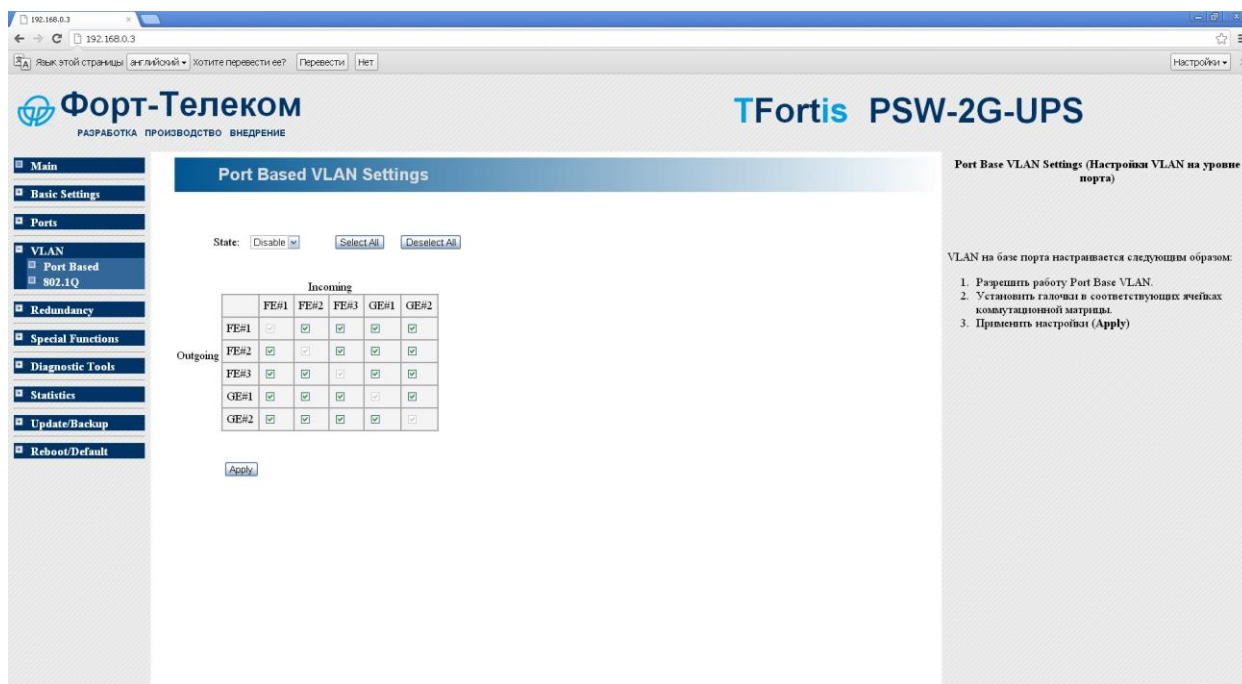 192.168.0.3
192.168.0.3
Язык этой страницы английский Хотите перевести ее? Перевести Нет Настройки
Форт-Телеком
РАЗРАБОТКА ПРОИЗВОДСТВО ВНЕДРЕНИЕ
TFortis PSW-2G-UPS
Main
Basic Settings
Ports
VLAN
Port Based
802.1Q
Redundancy
Special Functions
Diagnostic Tools
Statistics
Update/Backup
Reboot/Default
Port Based VLAN Settings
State: Disable Select All Deselect All
Incoming
FE#1 FE#2 FE#3 GE#1 GE#2
Outgoing
FE#1
FE#2
FE#3
GE#1
GE#2
Apply
Port Base VLAN Settings (Настройки VLAN на уровне
порта)
VLAN на базе порта настраивается следующим образом:
1. Разрешить работу Port Base VLAN.
2. Установить галочки в соответствующих ячейках
коммутационной матрицы.
3. Применить настройки (Apply)